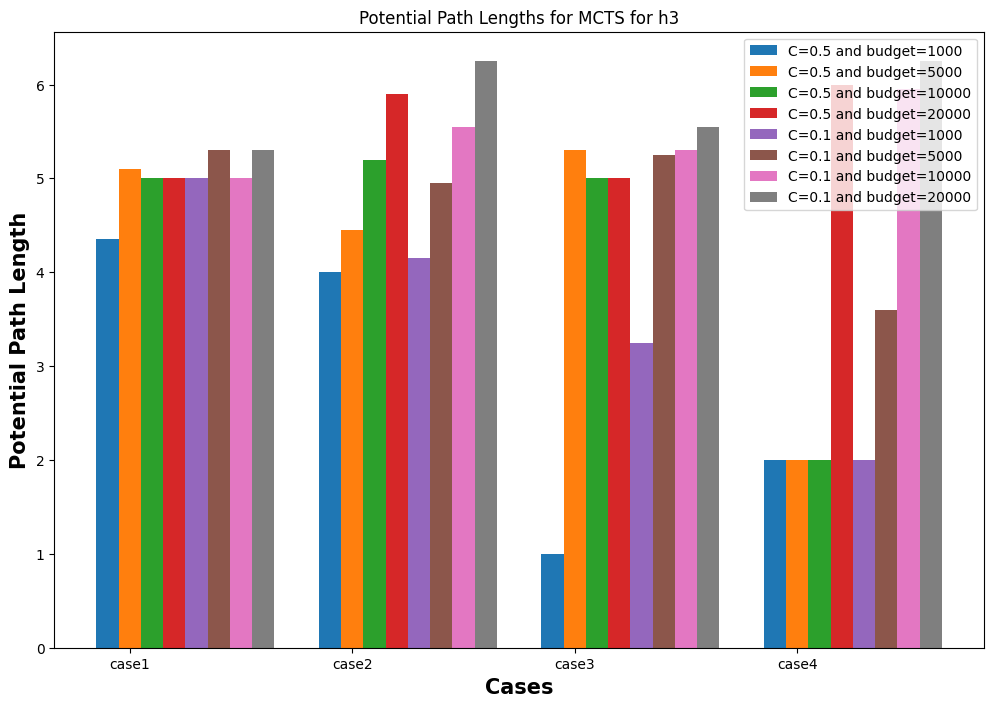 Potential Path Lengths for MCTS for h3
C=0.5 and budget=1000
C=0.5 and budget=5000
C=0.5 and budget=10000
C=0.5 and budget=20000
C=0.1 and budget=1000
C=0.1 and budget=5000
C=0.1 and budget=10000
C=0.1 and budget=20000
Potential Path Length
6
5
4
3
2
1
0
case1
case2
case3
case4
Cases